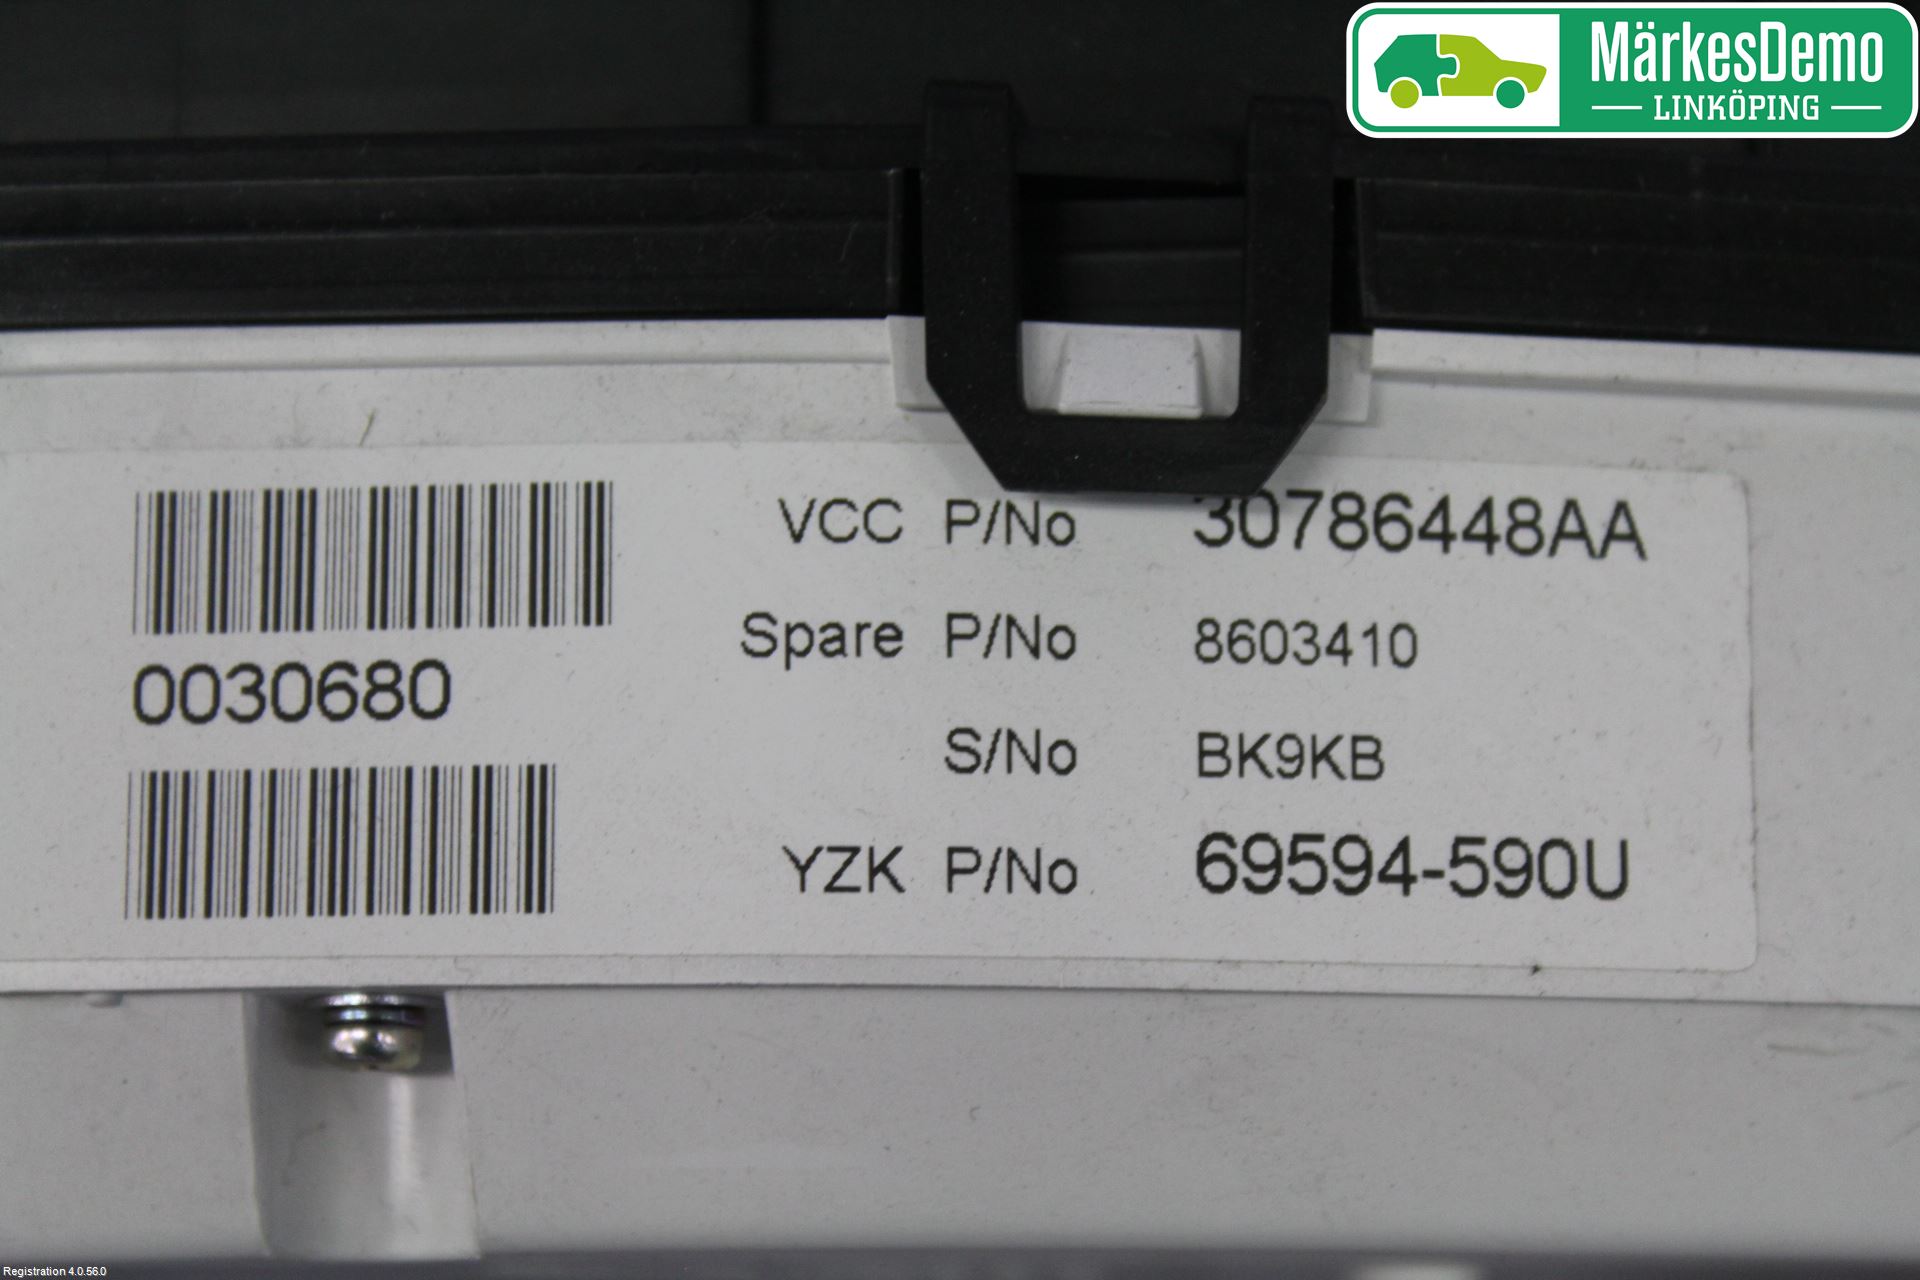 MärkesDemo
LINKÖPING
VCC P/No 30786448AA
Spare P/No 8603410
0030680
S/No BK9KB
YZK P/No 69594-590U
Registration 4.0.56.0